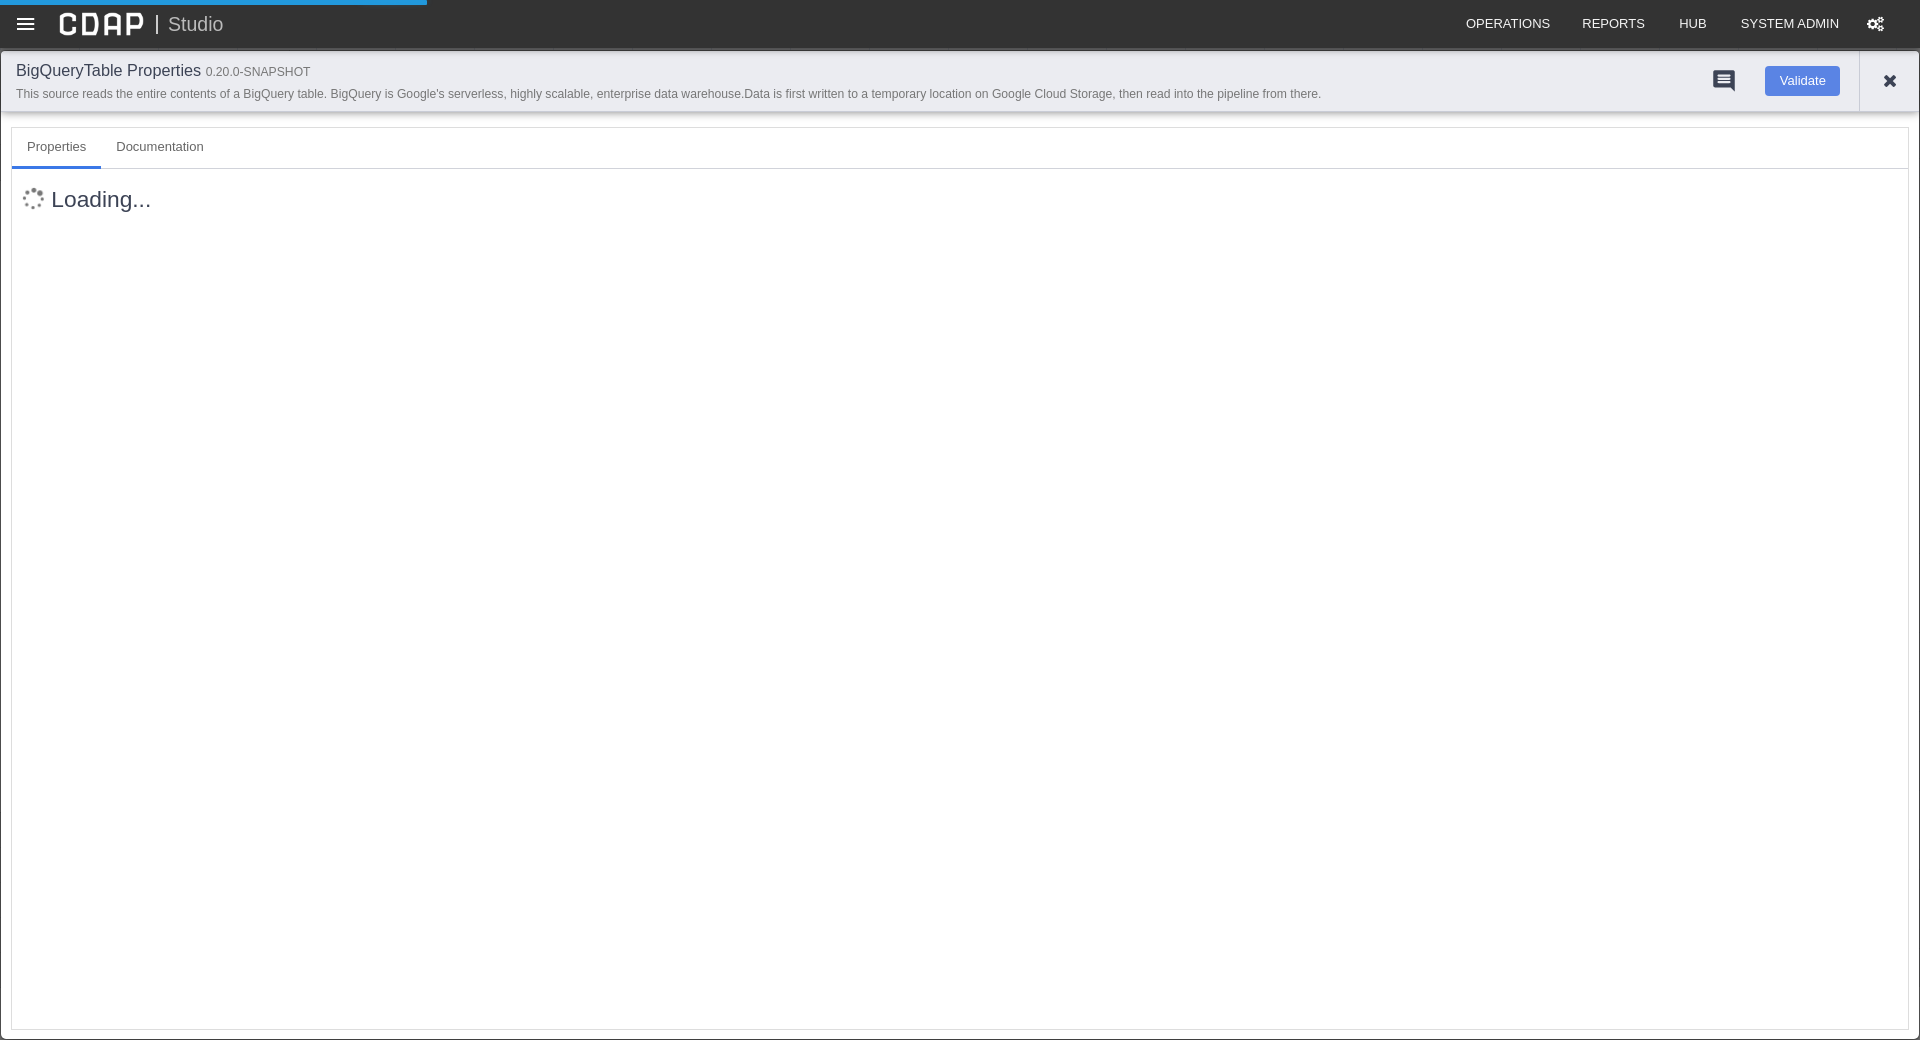 CDAP | Studio OPERATIONS REPORTS HUB SYSTEM ADMIN
BigQueryTable Properties 0.20.0-SNAPSHOT
This source reads the entire contents of a BigQuery table. BigQuery is Google's serverless, highly scalable, enterprise data warehouse.Data is first written to a temporary location on Google Cloud Storage, then read into the pipeline from there.
Validate
Properties Documentation
Loading...